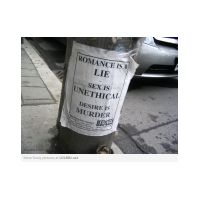 ROMANCE IS A
LIE
SEX IS
UNETHICAL
DESIRE IS
MURDER